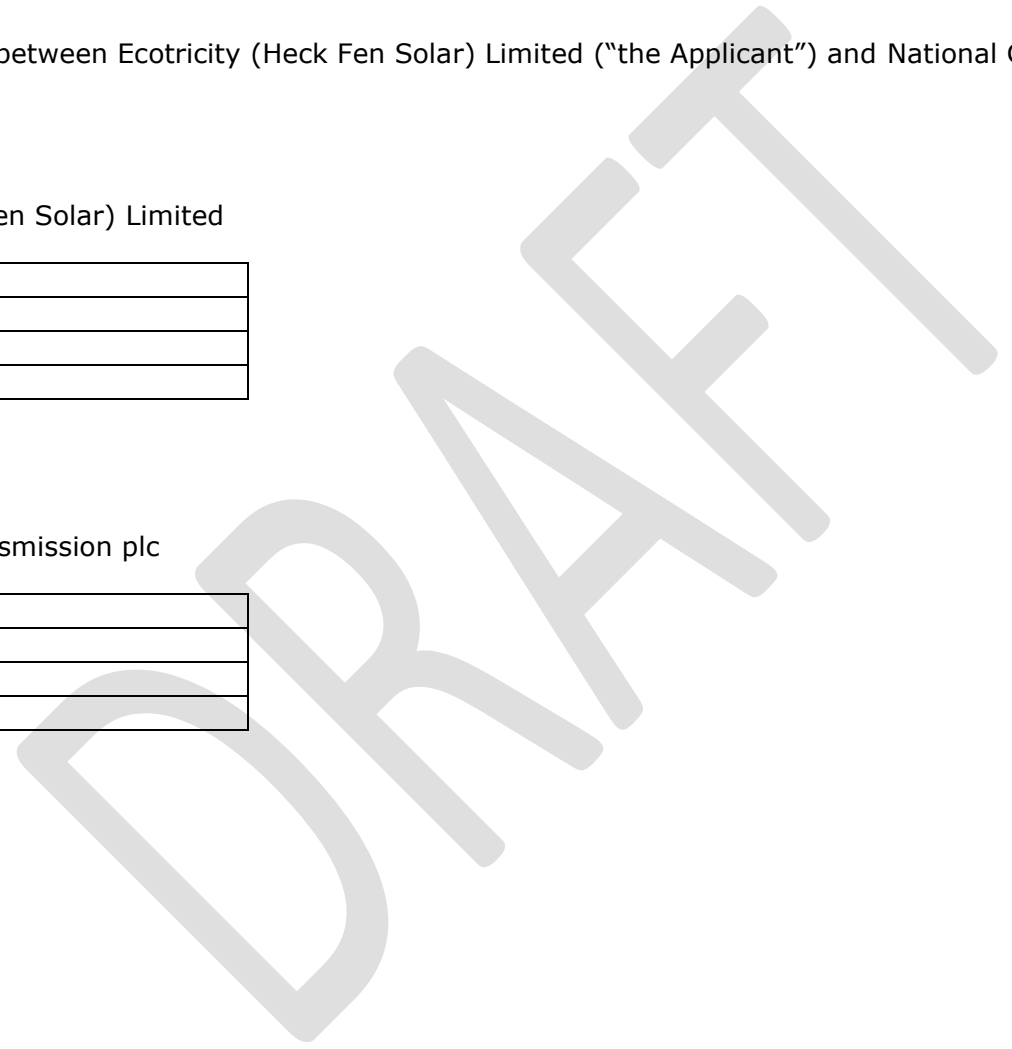 between Ecotricity (Heck Fen Solar) Limited (“the Applicant”) and National
en Solar) Limited
smission plc
DRAFT